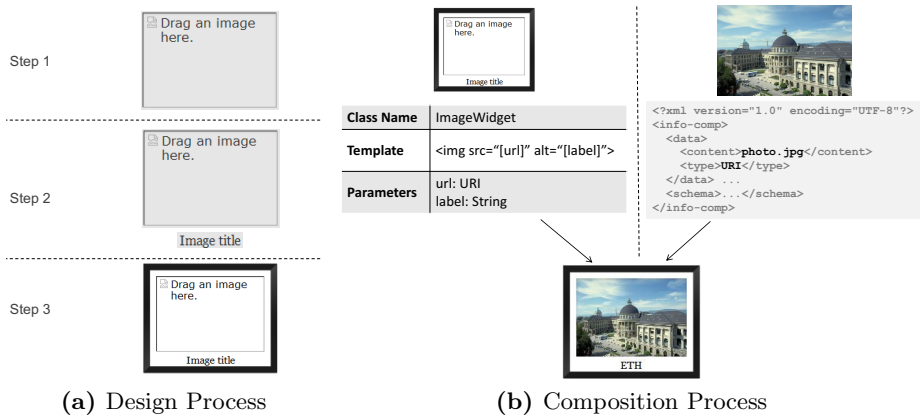 Step 1
Drag an image
here.
Step 2
Drag an image
here.
Image title
Step 3
Drag an image
here.
Image title
(a) Design Process
Drag an image
here.
Image title
Class Name ImageWidget
Template <img src=“[url]” alt=“[label]”>
Parameters url: URI
label: String
<?xml version="1.0" encoding="UTF-8"?>
<info-comp>
<data>
<content>photo.jpg</content>
<type>URI</type>
</data> ...
<schema>...</schema>
</info-comp>
ETH
(b) Composition Process